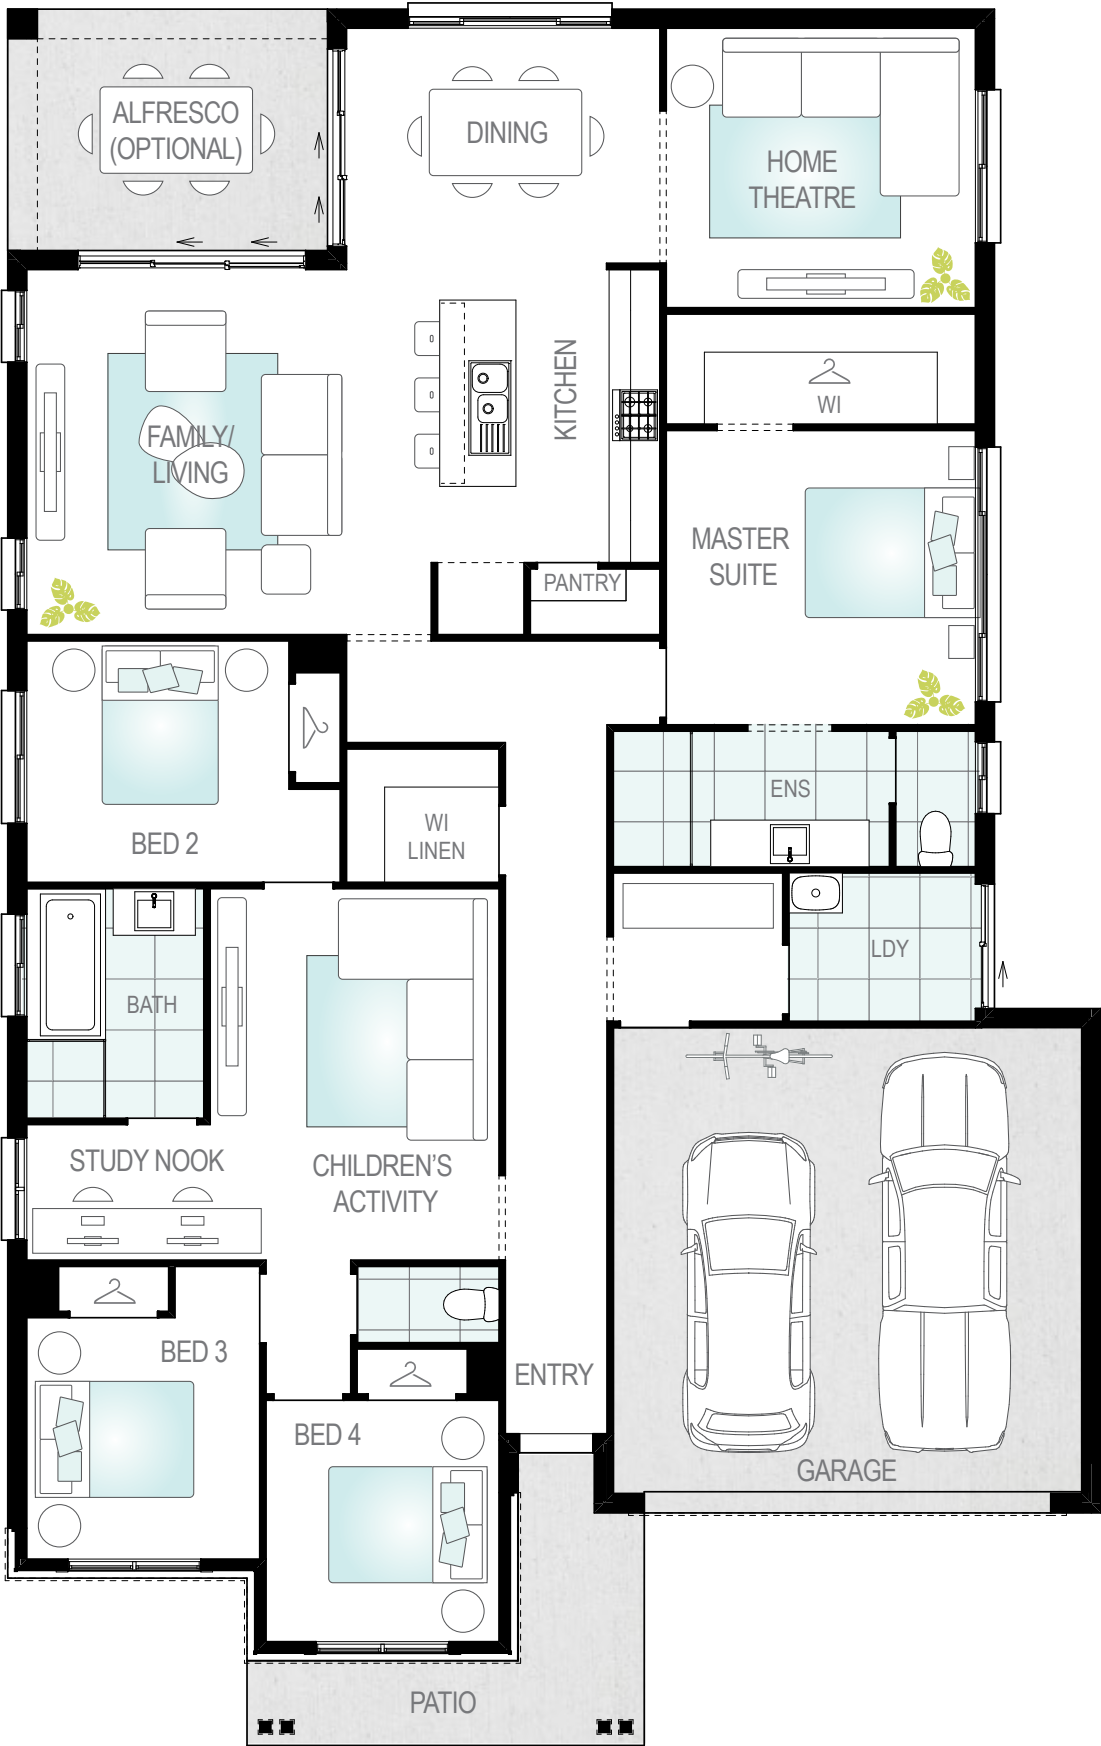 ALFRESCO
(OPTIONAL)
DINING
HOME
THEATRE
KITCHEN
WI
FAMILY/
LIVING
MASTER
SUITE
PANTRY
ENS
BED 2
WI
LINEN
LDY
BATH
STUDY NOOK
CHILDREN'S
ACTIVITY
BED 3
ENTRY
BED 4
GARAGE
PATIO